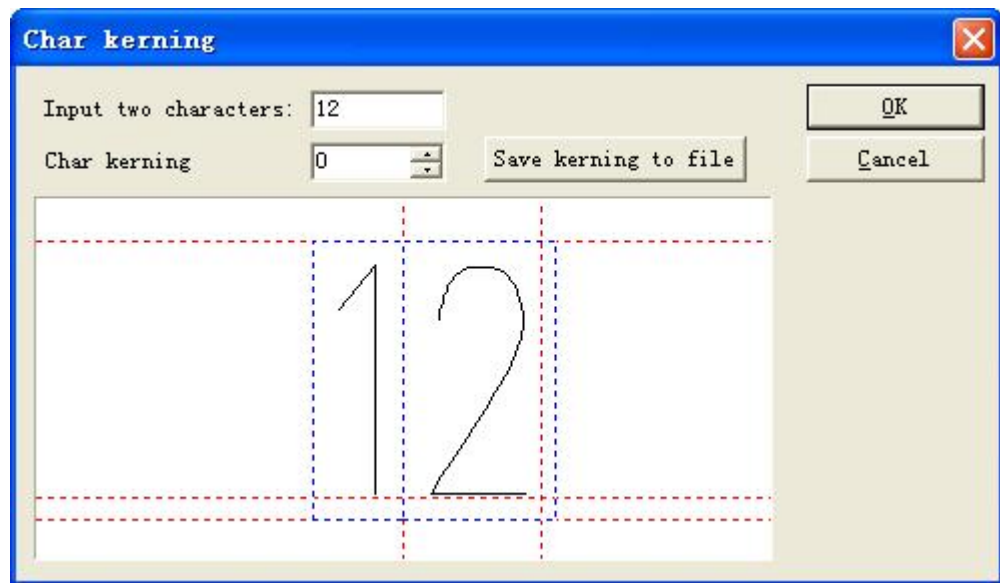 Char kerning
Input two characters: 12
OK
Char kerning 0
Save kerning to file
Cancel
12